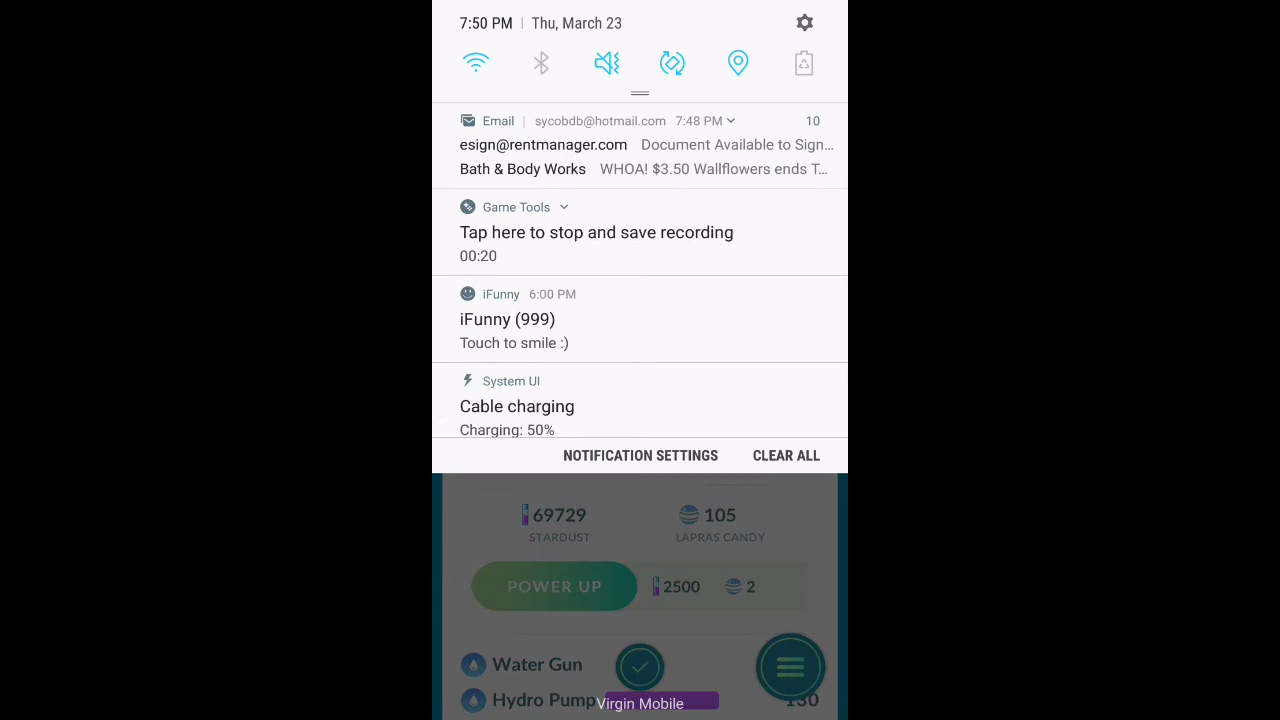 7:50 PM | Thu, March 23
Email | sycobdb@hotmail.com 7:48 PM 10
esign@rentmanager.com Document Available to Sign...
Bath & Body Works WHOA! $3.50 Wallflowers ends T...
Game Tools
Tap here to stop and save recording
00:20
iFunny 6:00 PM
iFunny (999)
Touch to smile :)
System UI
Cable charging
Charging: 50%
NOTIFICATION SETTINGS CLEAR ALL
69729 105
STARDUST LAPRAS CANDY
POWER UP 2500 2
Water Gun
Hydro Pump 130
Virgin Mobile